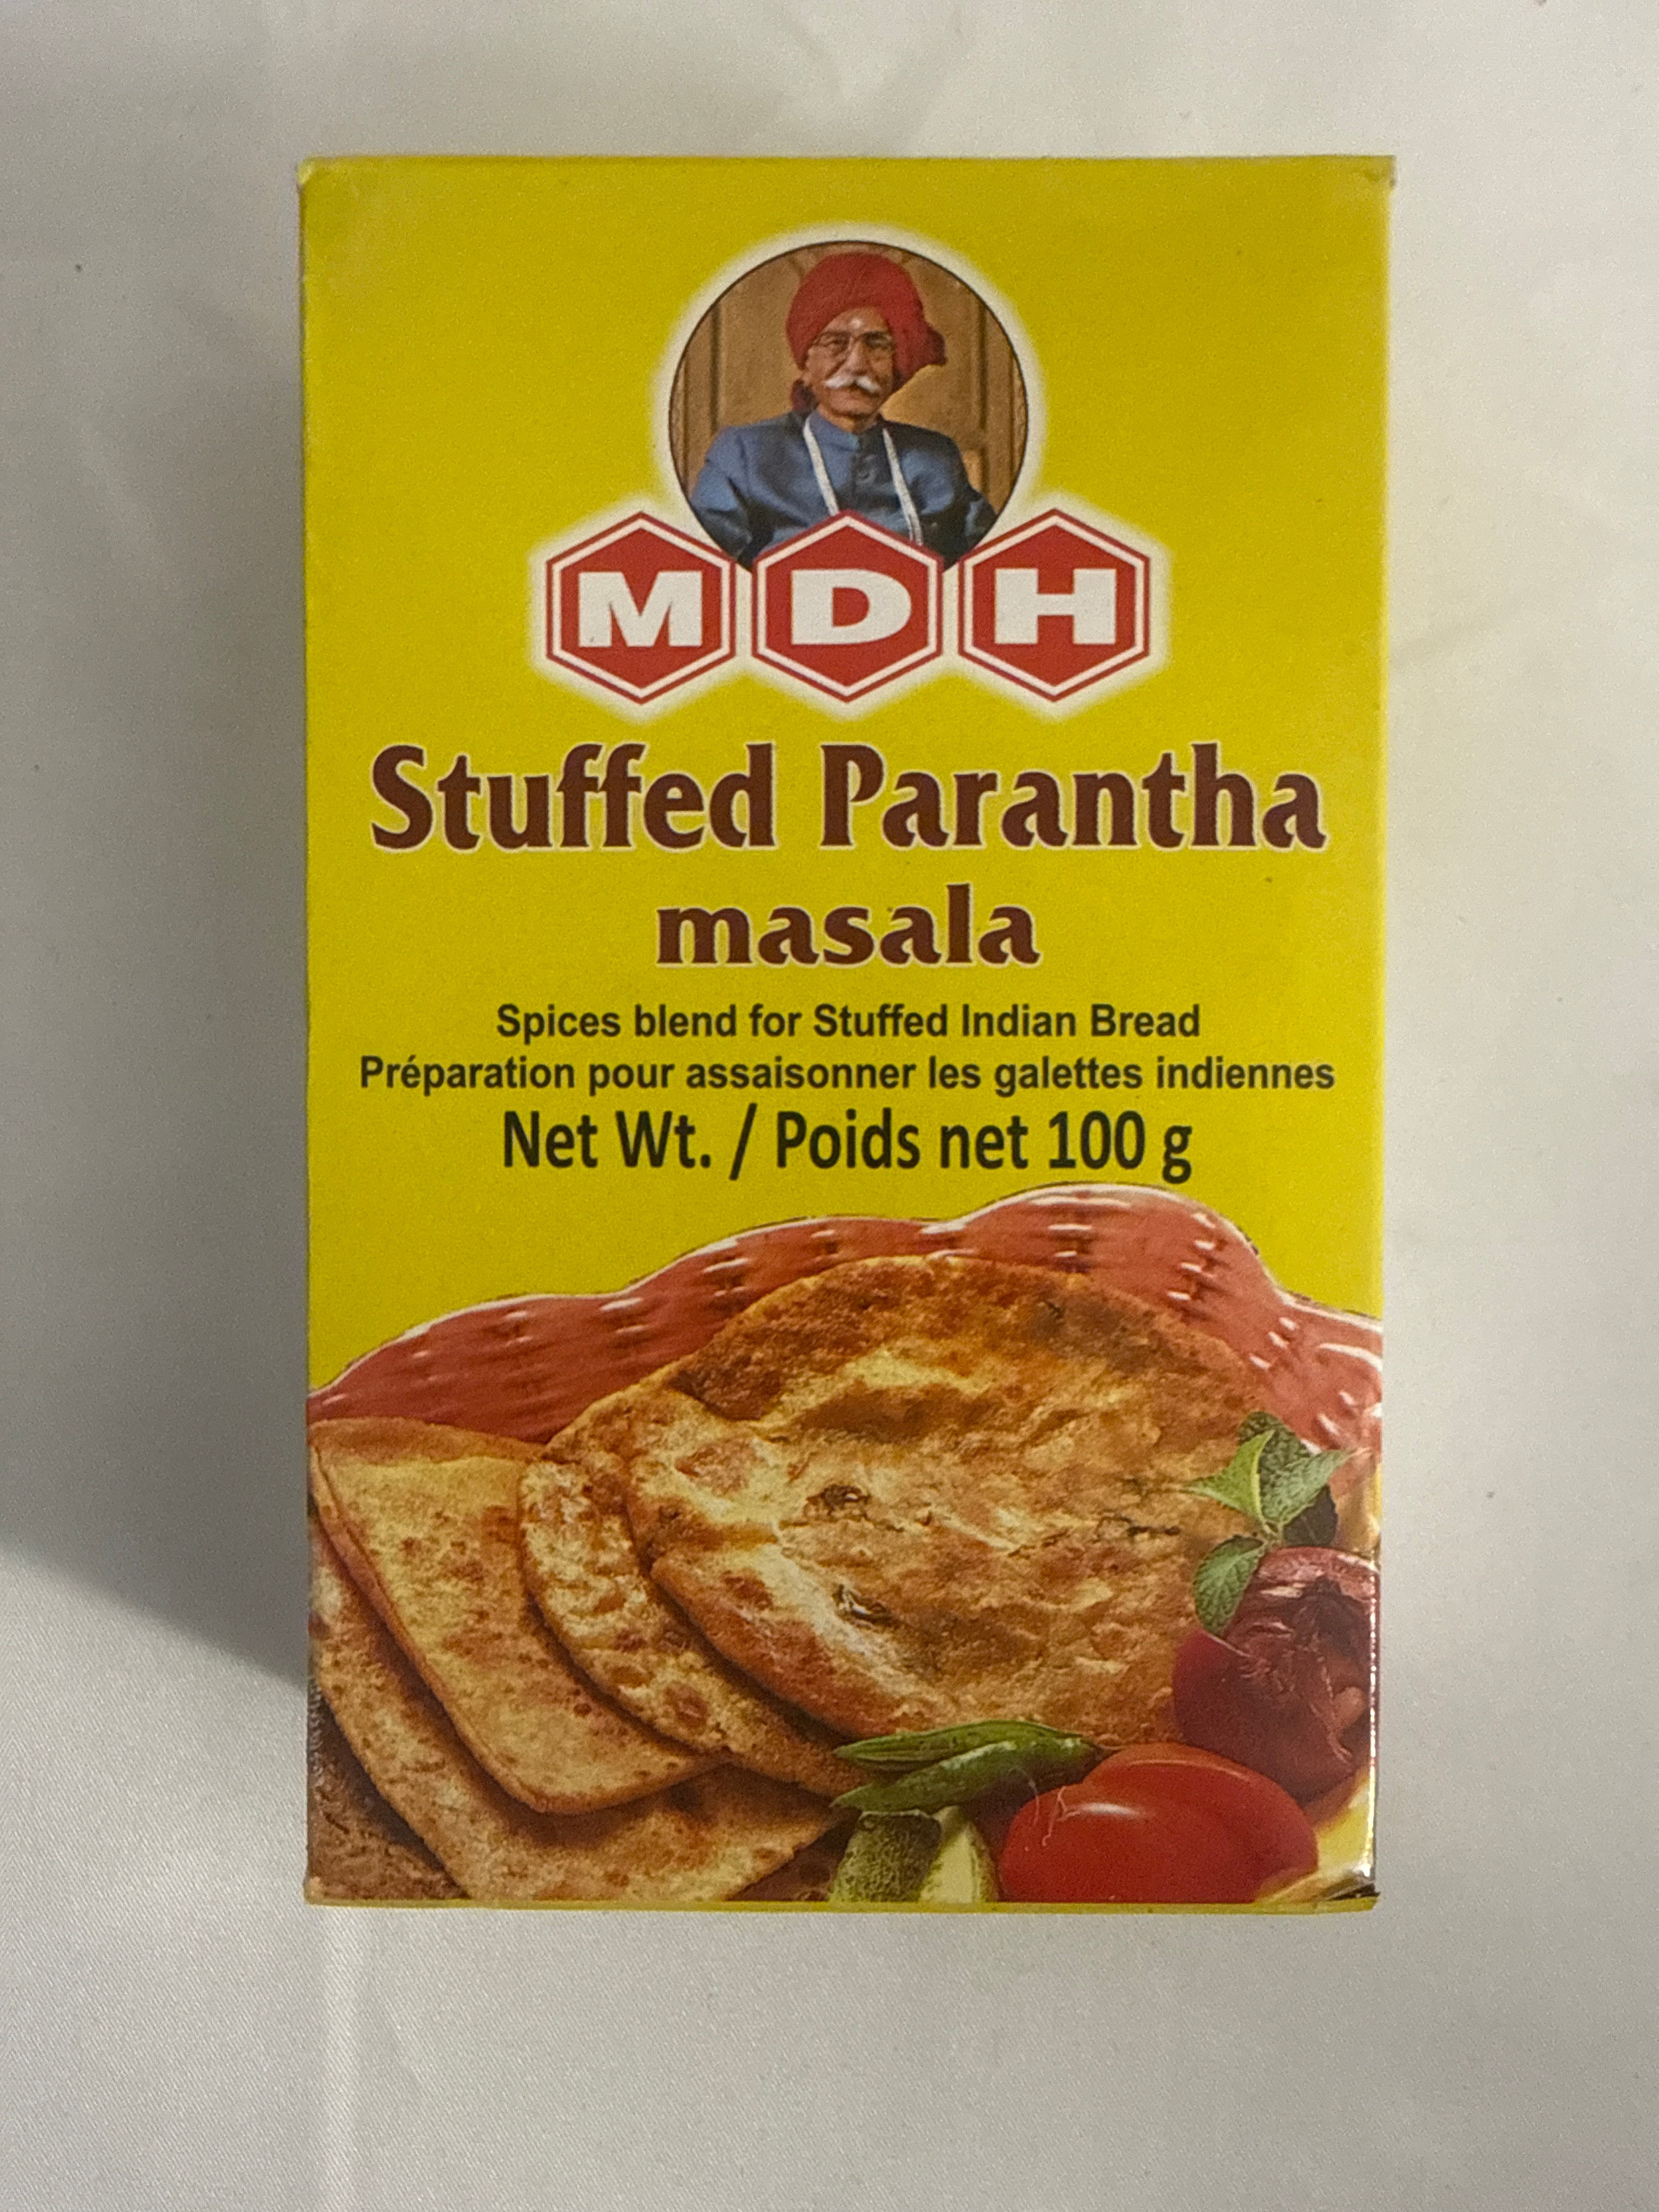 MDH
Stuffed Parantha
masala
Spices blend for Stuffed Indian Bread
Préparation pour assaisonner les galettes indiennes
Net Wt. / Poids net 100 g